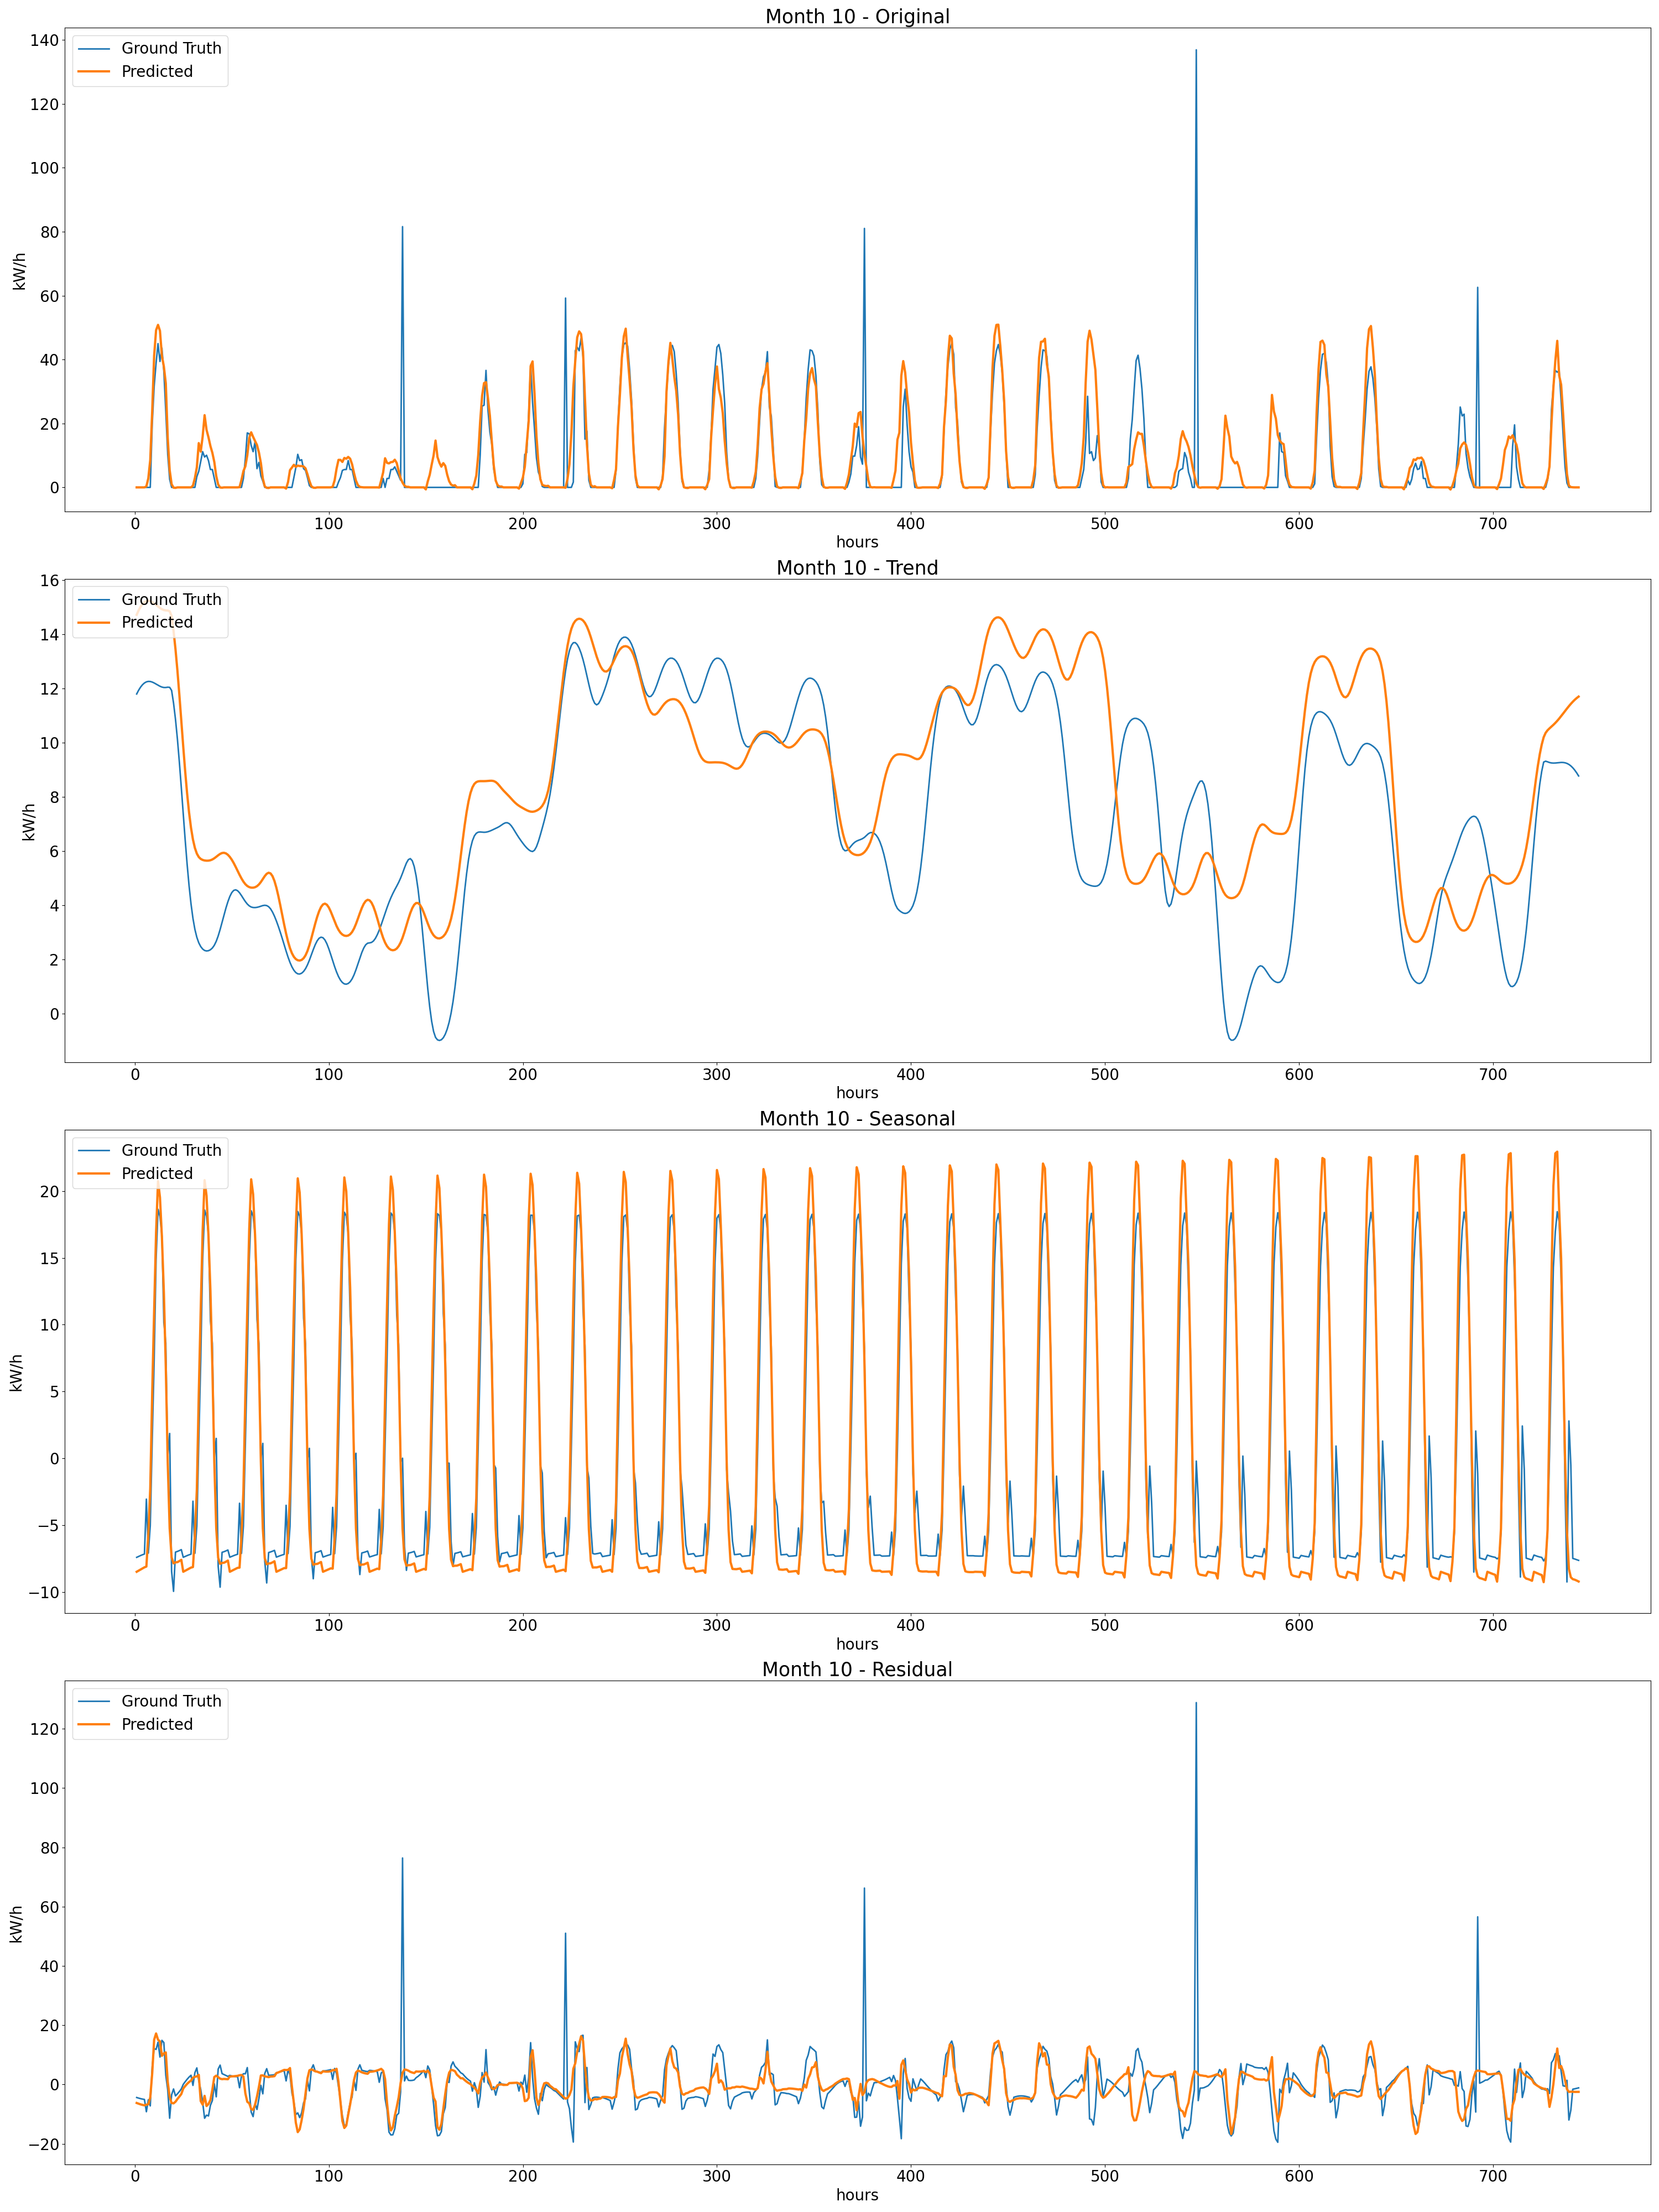 Month 10 - Original
Ground Truth
Predicted
kW/h
140
120
100
80
60
40
20
0
0 100 200 300 400 500 600 700
hours
Month 10 - Trend
Ground Truth
Predicted
kW/h
16
14
12
10
8
6
4
2
0
0 100 200 300 400 500 600 700
hours
Month 10 - Seasonal
Ground Truth
Predicted
kW/h
20
15
10
5
0
−5
−10
0 100 200 300 400 500 600 700
hours
Month 10 - Residual
Ground Truth
Predicted
kW/h
120
100
80
60
40
20
0
−20
0 100 200 300 400 500 600 700
hours